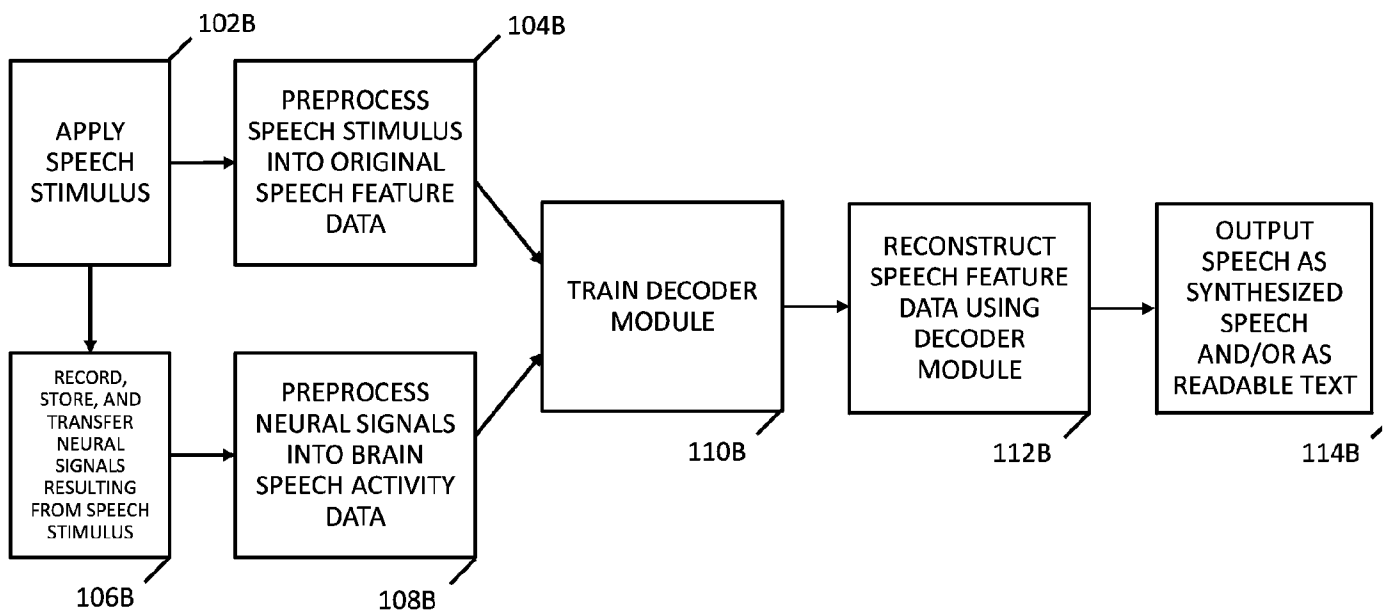 102B
APPLY
SPEECH
STIMULUS
104B
PREPROCESS
SPEECH STIMULUS
INTO ORIGINAL
SPEECH FEATURE
DATA
RECORD,
STORE, AND
TRANSFER
NEURAL
SIGNALS
RESULTING
FROM SPEECH
STIMULUS
106B
PREPROCESS
NEURAL SIGNALS
INTO BRAIN
SPEECH ACTIVITY
DATA
108B
TRAIN DECODER
MODULE
110B
RECONSTRUCT
SPEECH FEATURE
DATA USING
DECODER
MODULE
112B
OUTPUT
SPEECH AS
SYNTHESIZED
SPEECH
AND/OR AS
READABLE TEXT
114B